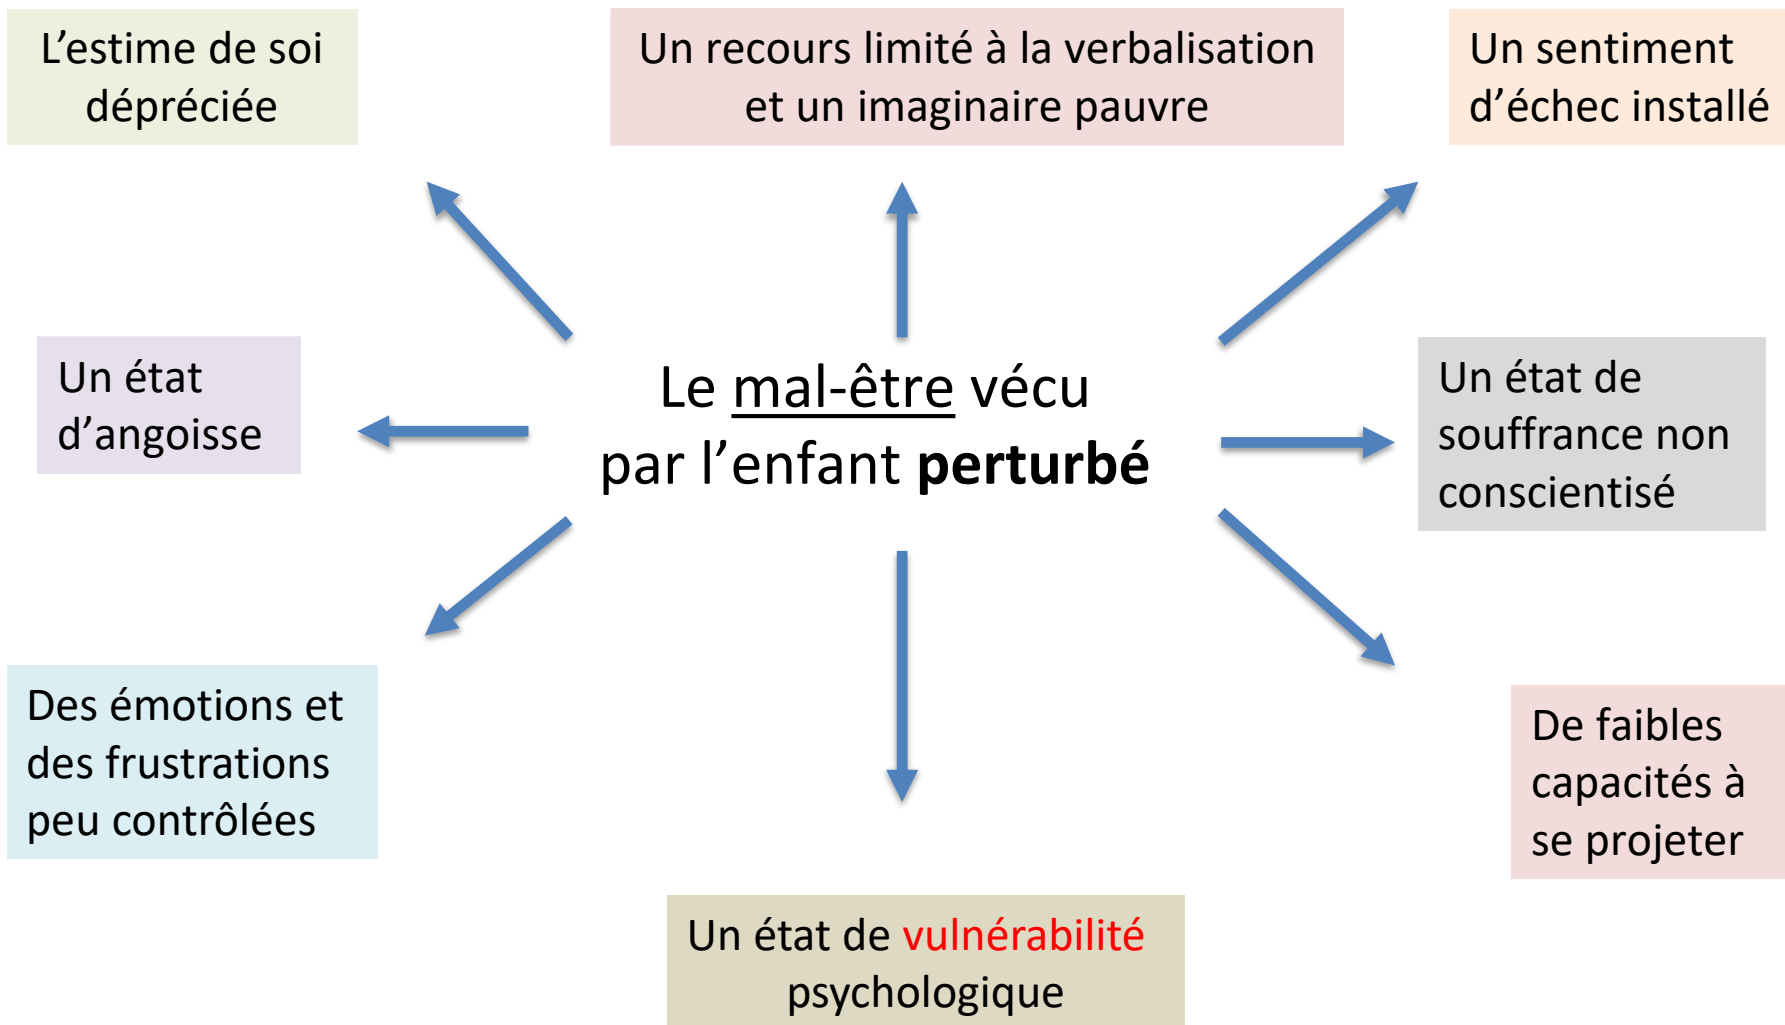 L’estime de soi
dépréciée
Un recours limité à la verbalisation
et un imaginaire pauvre
Un sentiment
d’échec installé
Un état
d’angoisse
Le mal-être vécu
par l’enfant perturbé
Un état de
souffrance non
conscientisé
Des émotions et
des frustrations
peu contrôlées
De faibles
capacités à
se projeter
Un état de vulnérabilité
psychologique